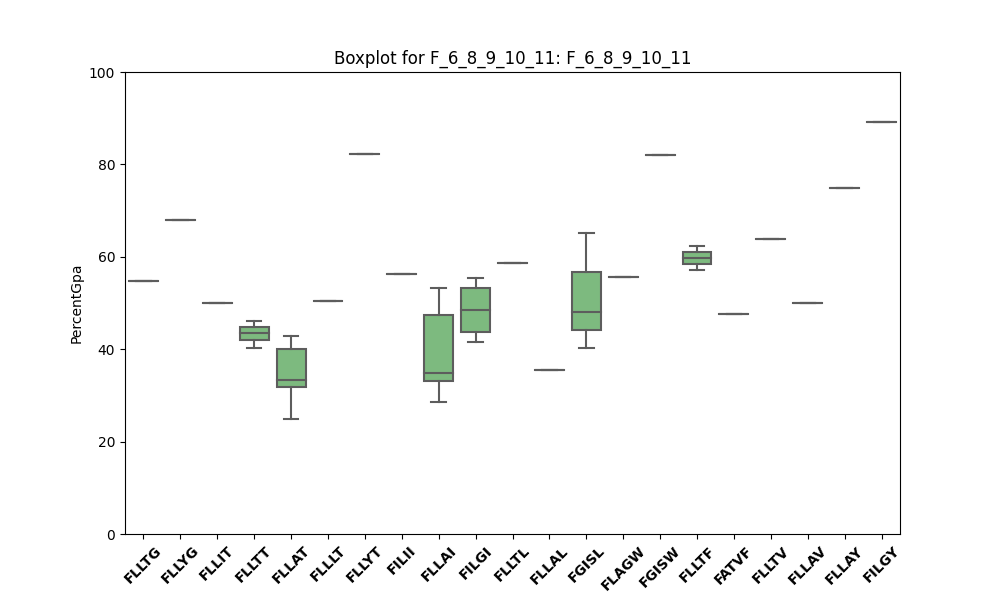 Boxplot for F_6_8_9_10_11: F_6_8_9_10_11
PercentGpa
100
80
60
40
20
0
FLLTG
FLLYG
FLLIT
FLLTT
FLLAT
FLLLT
FLLYT
FILII
FLLAI
FILGI
FLLTL
FLLAL
FGISL
FLAGW
FGISW
FLLTF
FATVF
FLLTV
FLLAV
FLLAY
FILGY